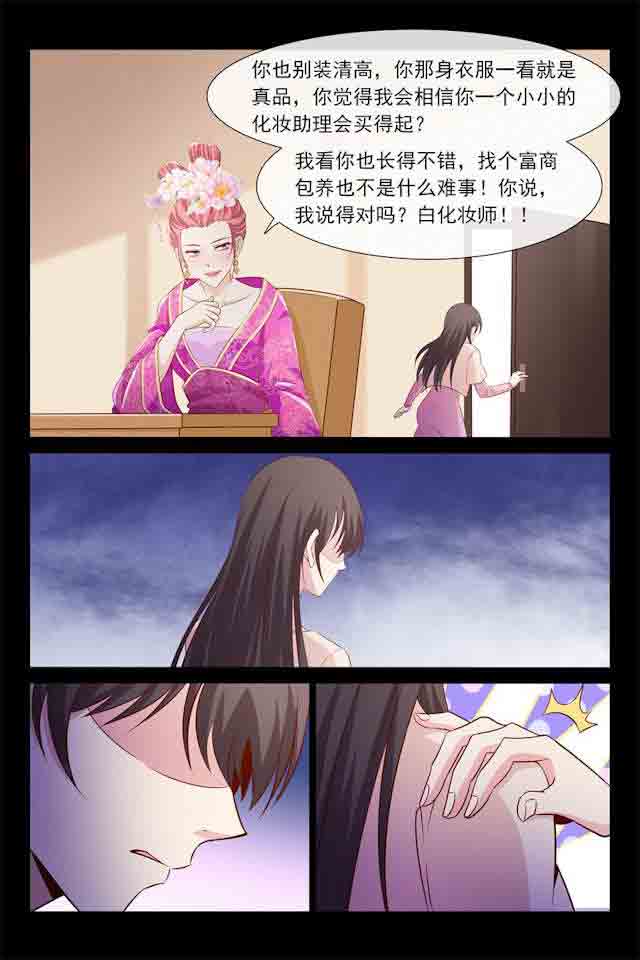 你也别装清高，你那身衣服一看就是
真品，你觉得我会相信你一个小小的
化妆助理会买得起？
我看你也长得不错，找个富商
包养也不是什么难事！你说，
我说得对吗？白化妆师！！